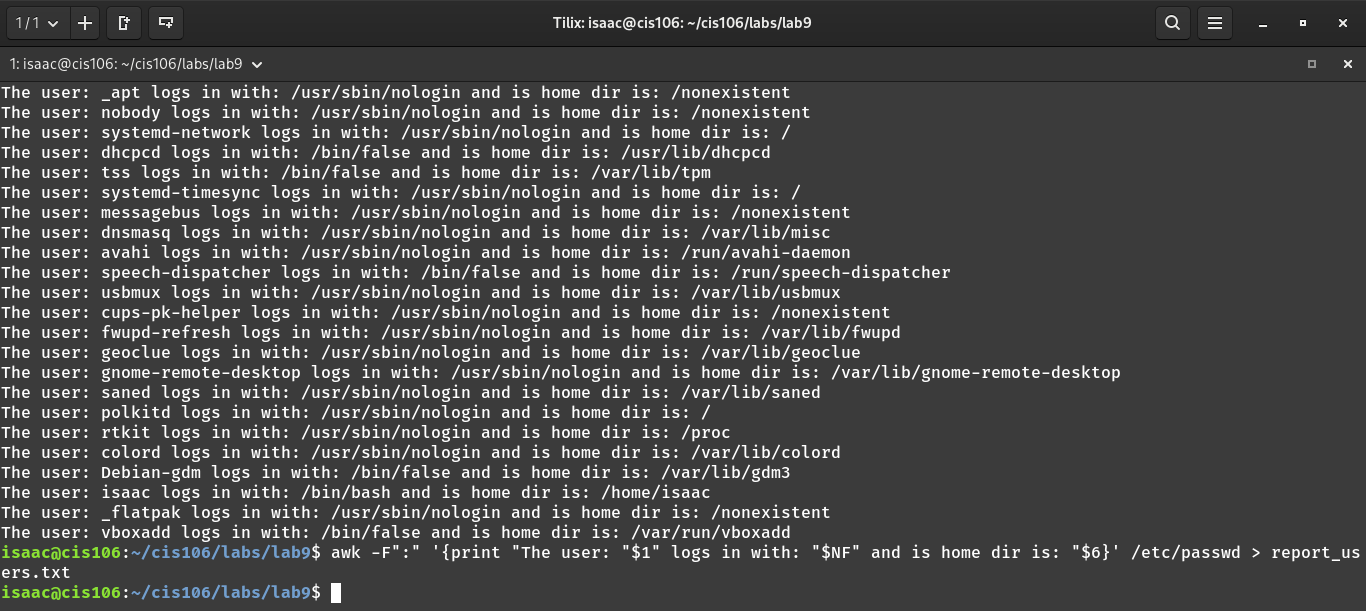 1 / 1
Tilix: isaac@cis106: ~/cis106/labs/lab9
1: isaac@cis106: ~/cis106/labs/lab9
The user: _apt logs in with: /usr/sbin/nologin and is home dir is: /nonexistent
The user: nobody logs in with: /usr/sbin/nologin and is home dir is: /nonexistent
The user: systemd-network logs in with: /usr/sbin/nologin and is home dir is: /
The user: dhcpcd logs in with: /bin/false and is home dir is: /usr/lib/dhcpcd
The user: tss logs in with: /bin/false and is home dir is: /var/lib/tpm
The user: systemd-timesync logs in with: /usr/sbin/nologin and is home dir is: /
The user: messagebus logs in with: /usr/sbin/nologin and is home dir is: /nonexistent
The user: dnsmasq logs in with: /usr/sbin/nologin and is home dir is: /var/lib/misc
The user: avahi logs in with: /usr/sbin/nologin and is home dir is: /run/avahi-daemon
The user: speech-dispatcher logs in with: /bin/false and is home dir is: /run/speech-dispatcher
The user: usbmux logs in with: /usr/sbin/nologin and is home dir is: /var/lib/usbmux
The user: cups-pk-helper logs in with: /usr/sbin/nologin and is home dir is: /nonexistent
The user: fwupd-refresh logs in with: /usr/sbin/nologin and is home dir is: /var/lib/fwupd
The user: geoclue logs in with: /usr/sbin/nologin and is home dir is: /var/lib/geoclue
The user: gnome-remote-desktop logs in with: /usr/sbin/nologin and is home dir is: /var/lib/gnome-remote-desktop
The user: saned logs in with: /usr/sbin/nologin and is home dir is: /var/lib/saned
The user: polkitd logs in with: /usr/sbin/nologin and is home dir is: /
The user: rtkit logs in with: /usr/sbin/nologin and is home dir is: /proc
The user: colord logs in with: /usr/sbin/nologin and is home dir is: /var/lib/colord
The user: Debian-gdm logs in with: /bin/false and is home dir is: /var/lib/gdm3
The user: isaac logs in with: /bin/bash and is home dir is: /home/isaac
The user: _flatpak logs in with: /usr/sbin/nologin and is home dir is: /nonexistent
The user: vboxadd logs in with: /bin/false and is home dir is: /var/run/vboxadd
isaac@cis106:~/cis106/labs/lab9$ awk -F":" '{print "The user: "$1" logs in with: "$NF" and is home dir is: "$6}' /etc/passwd > report_us
ers.txt
isaac@cis106:~/cis106/labs/lab9$